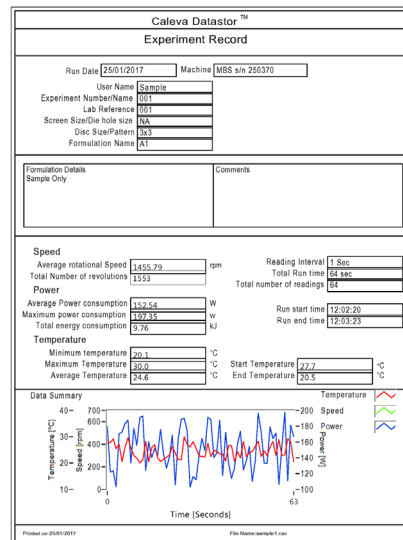 Caleva Datastor ™
Experiment Record
Run Date 25/01/2017 Machine MBS s/n 250370
User Name Sample
Experiment Number/Name 001
Lab Reference 001
Screen Size/Die hole size NA
Disc Size/Pattern 3x3
Formulation Name A1
Formulation Details Comments
Sample Only
Speed
Average rotational Speed 1455.79 rpm Reading Interval 1 Sec
Total Number of revolutions 1553 Total Run time 64 sec
Power Total number of readings 64
Average Power consumption 152.54 W
Maximum power consumption 197.35 w Run start time 12:02:20
Total energy consumption 9.76 kJ Run end time 12:03:23
Temperature
Minimum temperature 20.1 °C
Maximum Temperature 30.0 °C Start Temperature 27.7 °C
Average Temperature 24.6 °C End Temperature 20.5 °C
Data Summary Temperature
Speed
Power
Temperature [°C]
40-
30-
20-
10-
Speed [rpm]
700-
600-
400-
200-
0-
-200
-180
-160
-140
-120
-100
Power [W]
0 63
Time [Seconds]
Printed on:25/01/2017 File Name:sample1.csv